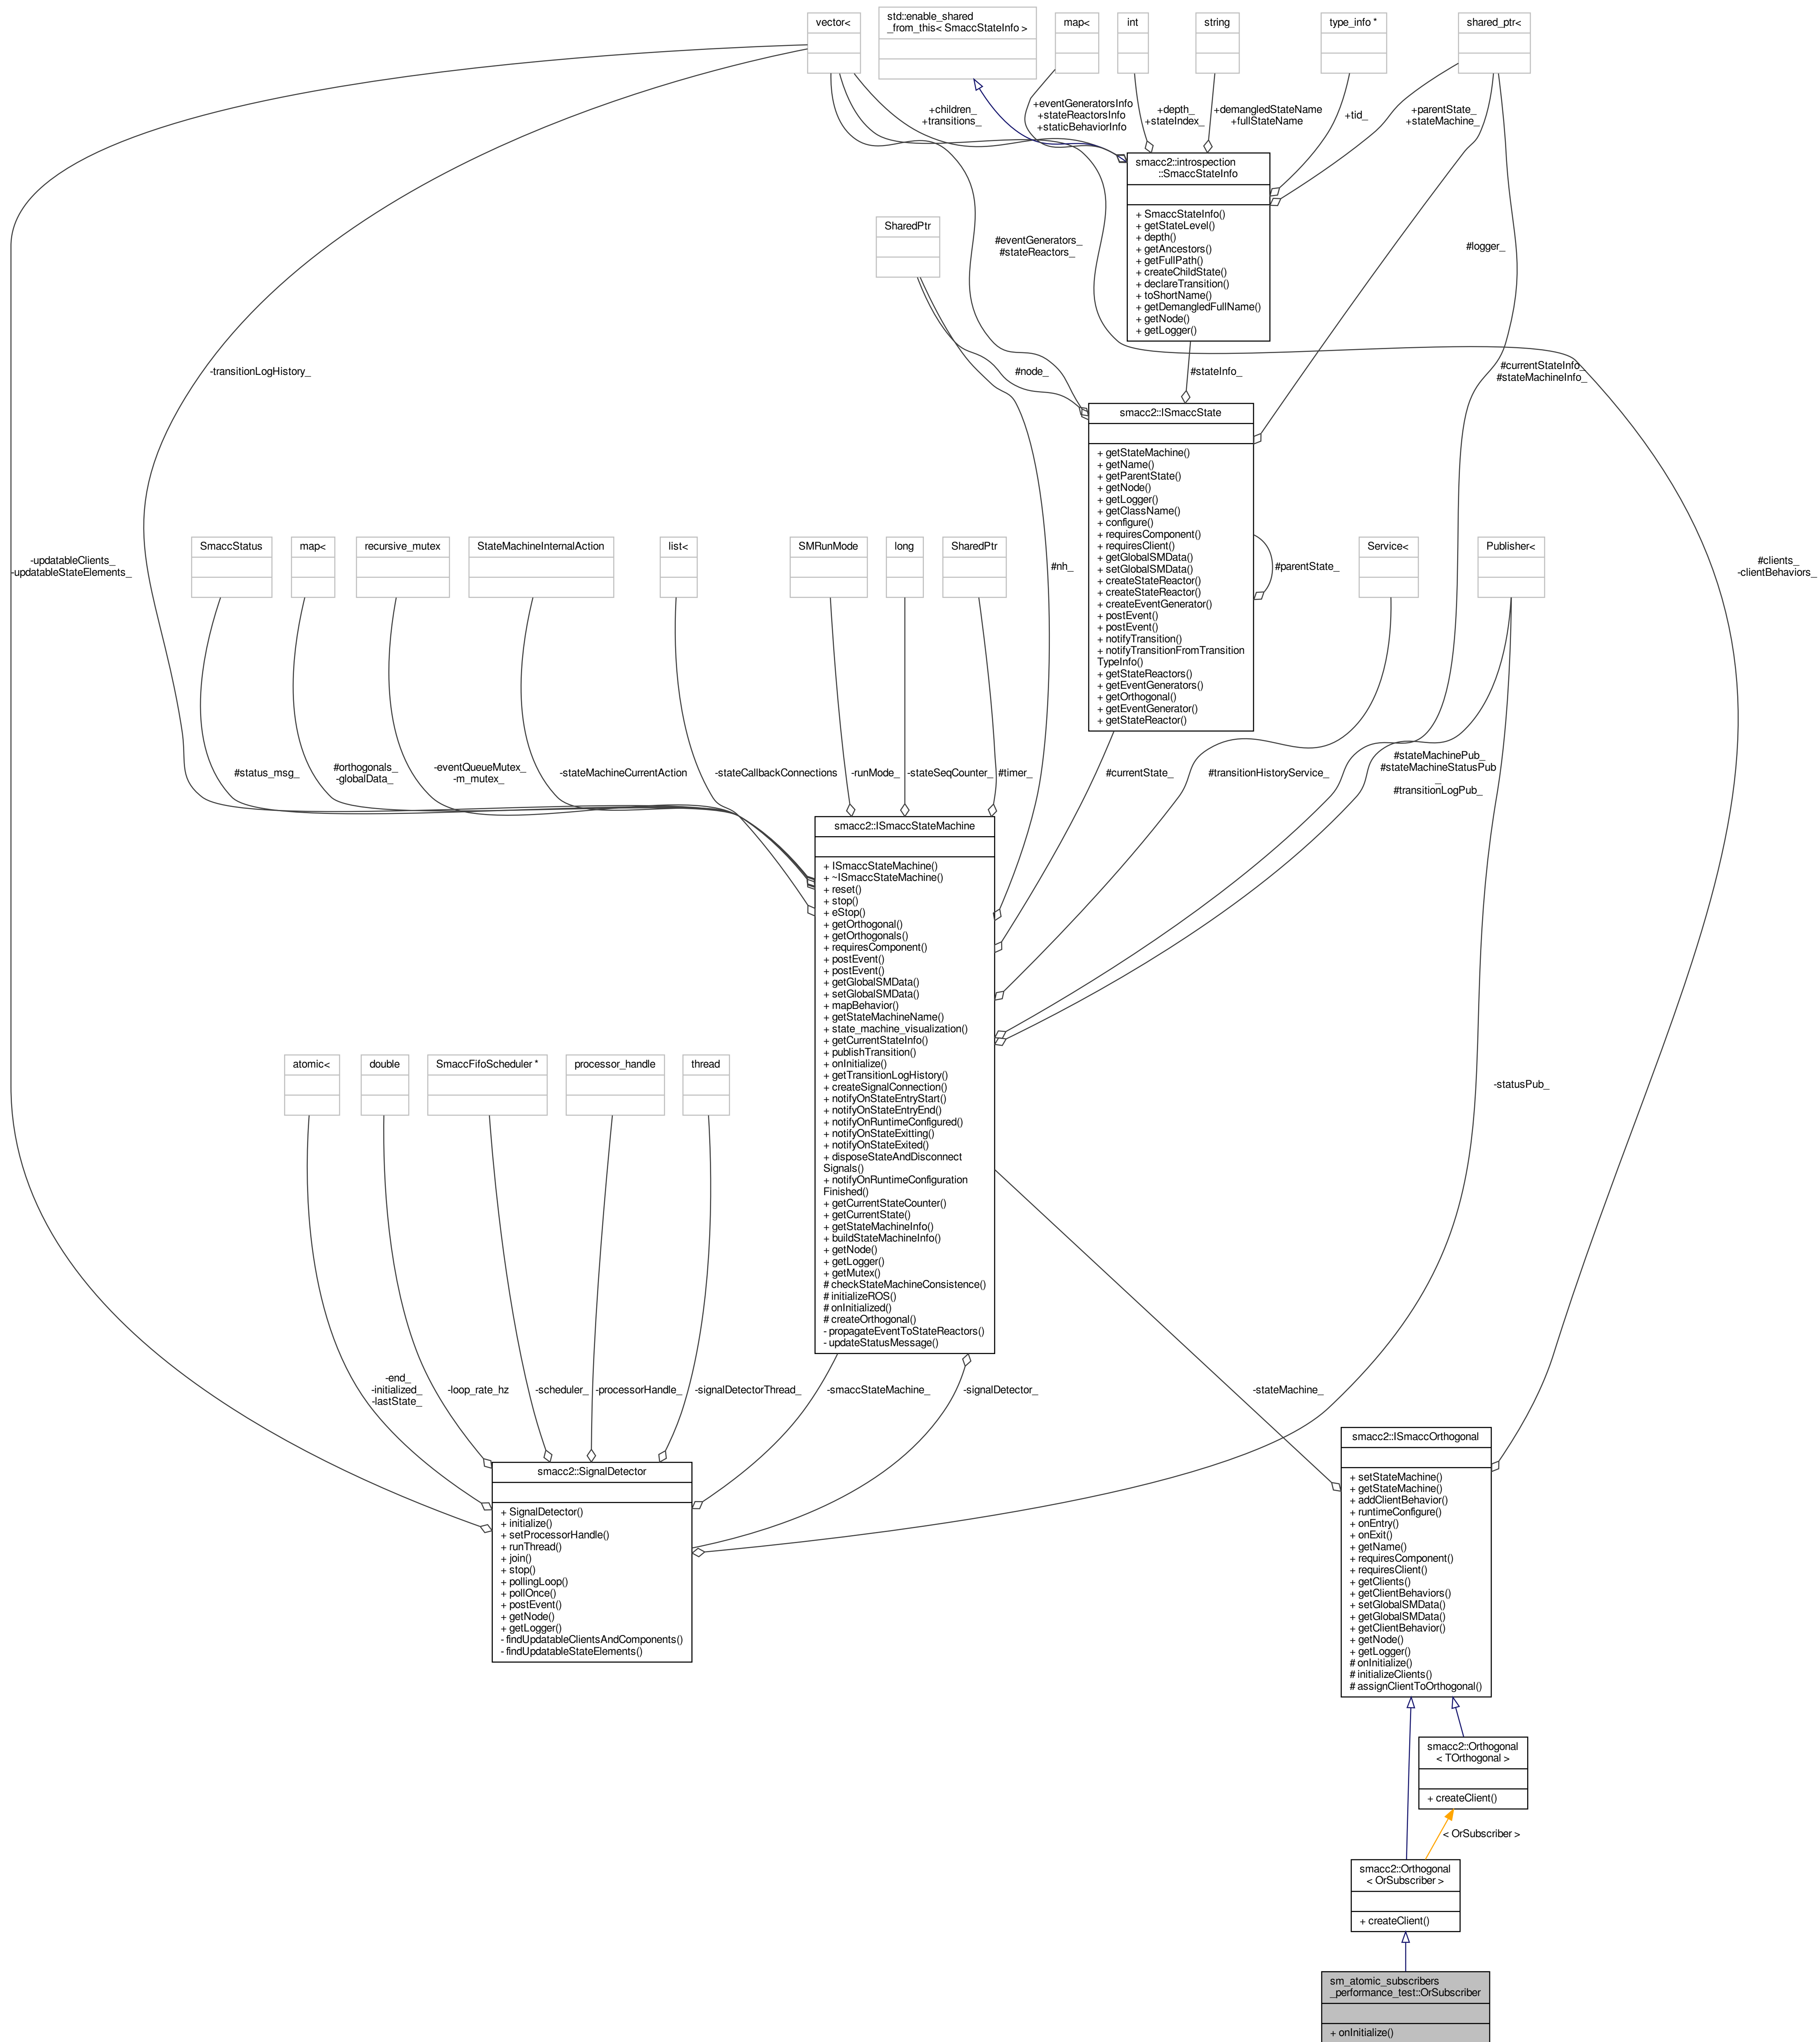 vector<
std::enable_shared
_from_this< SmaccStateInfo >
map<
int
string
type_info *
shared_ptr<
+children_
+transitions_
+eventGeneratorsInfo
+stateReactorsInfo
+staticBehaviorInfo
+depth_
+stateIndex_
+demangledStateName
+fullStateName
+tid_
+parentState_
+stateMachine_
smacc2::introspection
::SmaccStateInfo
+ SmaccStateInfo()
+ getStateLevel()
+ depth()
+ getAncestors()
+ getFullPath()
+ createChildState()
+ declareTransition()
+ toShortName()
+ getDemangledFullName()
+ getNode()
+ getLogger()
SharedPtr
#eventGenerators_
#stateReactors_
#logger_
-transitionLogHistory_
#node_
#stateInfo_
#currentStateInfo_
#stateMachineInfo_
smacc2::ISmaccState
+ getStateMachine()
+ getName()
+ getParentState()
+ getNode()
+ getLogger()
+ getClassName()
+ configure()
+ requiresComponent()
+ requiresClient()
+ getGlobalSMData()
+ setGlobalSMData()
+ createStateReactor()
+ createStateReactor()
+ createEventGenerator()
+ postEvent()
+ postEvent()
+ notifyTransition()
+ notifyTransitionFromTransition
TypeInfo()
+ getStateReactors()
+ getEventGenerators()
+ getOrthogonal()
+ getEventGenerator()
+ getStateReactor()
#parentState_
-updatableClients_
-updatableStateElements_
SmaccStatus
map<
recursive_mutex
StateMachineInternalAction
list<
SMRunMode
long
SharedPtr
#nh_
Service<
Publisher<
#clients_
-clientBehaviors_
#status_msg_
#orthogonals_
-globalData_
-eventQueueMutex_
-m_mutex_
-stateMachineCurrentAction
-stateCallbackConnections
-runMode_
-stateSeqCounter_
#timer_
#currentState_
#transitionHistoryService_
#stateMachinePub_
#stateMachineStatusPub
_
#transitionLogPub_
smacc2::ISmaccStateMachine
+ ISmaccStateMachine()
+ ~ISmaccStateMachine()
+ reset()
+ stop()
+ eStop()
+ getOrthogonal()
+ getOrthogonals()
+ requiresComponent()
+ postEvent()
+ postEvent()
+ getGlobalSMData()
+ setGlobalSMData()
+ mapBehavior()
+ getStateMachineName()
+ state_machine_visualization()
+ getCurrentStateInfo()
+ publishTransition()
+ onInitialize()
+ getTransitionLogHistory()
+ createSignalConnection()
+ notifyOnStateEntryStart()
+ notifyOnStateEntryEnd()
+ notifyOnRuntimeConfigured()
+ notifyOnStateExitting()
+ notifyOnStateExited()
+ disposeStateAndDisconnect
Signals()
+ notifyOnRuntimeConfiguration
Finished()
+ getCurrentStateCounter()
+ getCurrentState()
+ getStateMachineInfo()
+ buildStateMachineInfo()
+ getNode()
+ getLogger()
+ getMutex()
# checkStateMachineConsistence()
# initializeROS()
# onInitialized()
# createOrthogonal()
- propagateEventToStateReactors()
- updateStatusMessage()
atomic<
double
SmaccFifoScheduler *
processor_handle
thread
-statusPub_
-end_
-initialized_
-lastState_
-loop_rate_hz
-scheduler_
-processorHandle_
-signalDetectorThread_
-smaccStateMachine_
-signalDetector_
-stateMachine_
smacc2::SignalDetector
+ SignalDetector()
+ initialize()
+ setProcessorHandle()
+ runThread()
+ join()
+ stop()
+ pollingLoop()
+ pollOnce()
+ postEvent()
+ getNode()
+ getLogger()
- findUpdatableClientsAndComponents()
- findUpdatableStateElements()
smacc2::ISmaccOrthogonal
+ setStateMachine()
+ getStateMachine()
+ addClientBehavior()
+ runtimeConfigure()
+ onEntry()
+ onExit()
+ getName()
+ requiresComponent()
+ requiresClient()
+ getClients()
+ getClientBehaviors()
+ setGlobalSMData()
+ getGlobalSMData()
+ getClientBehavior()
+ getNode()
+ getLogger()
# onInitialize()
# initializeClients()
# assignClientToOrthogonal()
smacc2::Orthogonal
< TOrthogonal >
+ createClient()
< OrSubscriber >
smacc2::Orthogonal
< OrSubscriber >
+ createClient()
sm_atomic_subscribers
_performance_test::OrSubscriber
+ onInitialize()